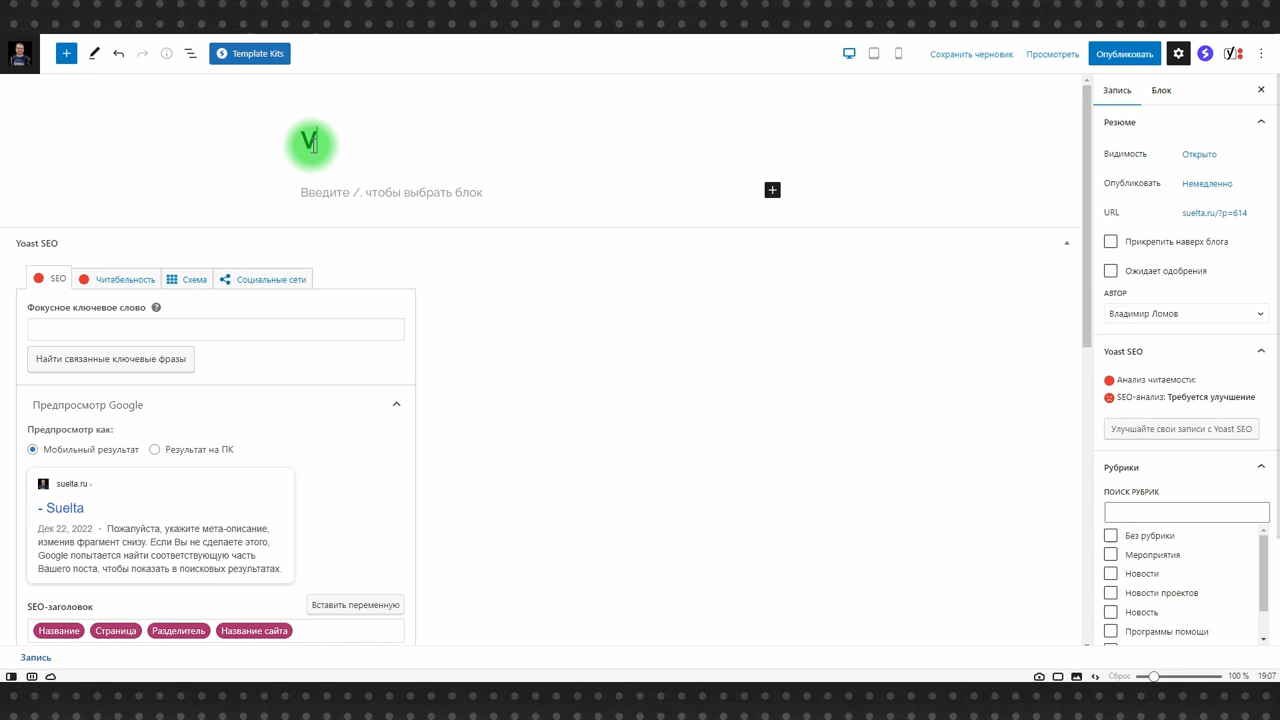 Template Kits
Сохранить черновик
Просмотреть
Опубликовать
V
Введите /, чтобы выбрать блок
Yoast SEO
SEO
Читабельность
Схема
Социальные сети
Фокусное ключевое слово
Найти связанные ключевые фразы
Предпросмотр Google
Предпросмотр как:
Мобильный результат
Результат на ПК
suelta.ru ›
- Suelta
Дек 22, 2022 - Пожалуйста, укажите мета-описание,
изменив фрагмент снизу. Если Вы не сделаете этого,
Google попытается найти соответствующую часть
Вашего поста, чтобы показать в поисковых результатах.
SEO-заголовок
Вставить переменную
Название Страница Разделитель Название сайта
Запись
Запись
Блок
Резюме
Видимость Открыто
Опубликовать Немедленно
URL suelta.ru/?p=614
Прикрепить наверх блога
Ожидает одобрения
АВТОР
Владимир Ломов
Yoast SEO
Анализ читаемости:
SEO-анализ: Требуется улучшение
Улучшайте свои записи с Yoast SEO
Рубрики
ПОИСК РУБРИК
Без рубрики
Мероприятия
Новости
Новости проектов
Новость
Программы помощи
Сброс 100 % 19:07